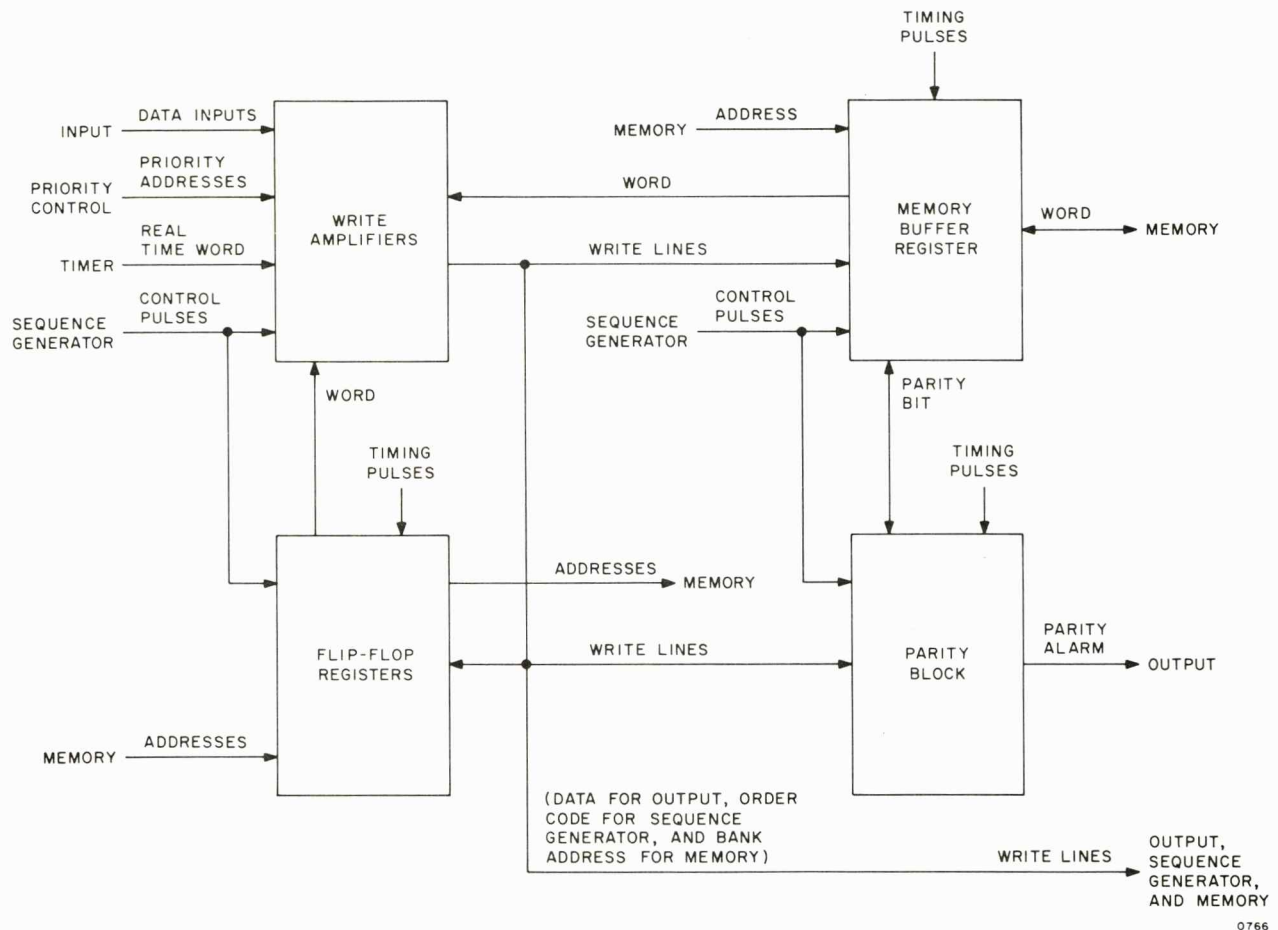 TIMING
PULSES
DATA INPUTS
INPUT
PRIORITY
ADDRESSES
PRIORITY
CONTROL
REAL
TIME WORD
TIMER
CONTROL
PULSES
SEQUENCE
GENERATOR
WRITE
AMPLIFIERS
ADDRESS
MEMORY
WORD
WRITE LINES
CONTROL
PULSES
SEQUENCE
GENERATOR
MEMORY
BUFFER
REGISTER
WORD
MEMORY
WORD
PARITY
BIT
TIMING
PULSES
TIMING
PULSES
ADDRESSES
MEMORY
FLIP-FLOP
REGISTERS
WRITE LINES
PARITY
BLOCK
PARITY
ALARM
OUTPUT
ADDRESSES
MEMORY
(DATA FOR OUTPUT, ORDER
CODE FOR SEQUENCE
GENERATOR, AND BANK
ADDRESS FOR MEMORY)
WRITE LINES
OUTPUT,
SEQUENCE
GENERATOR,
AND MEMORY
0766